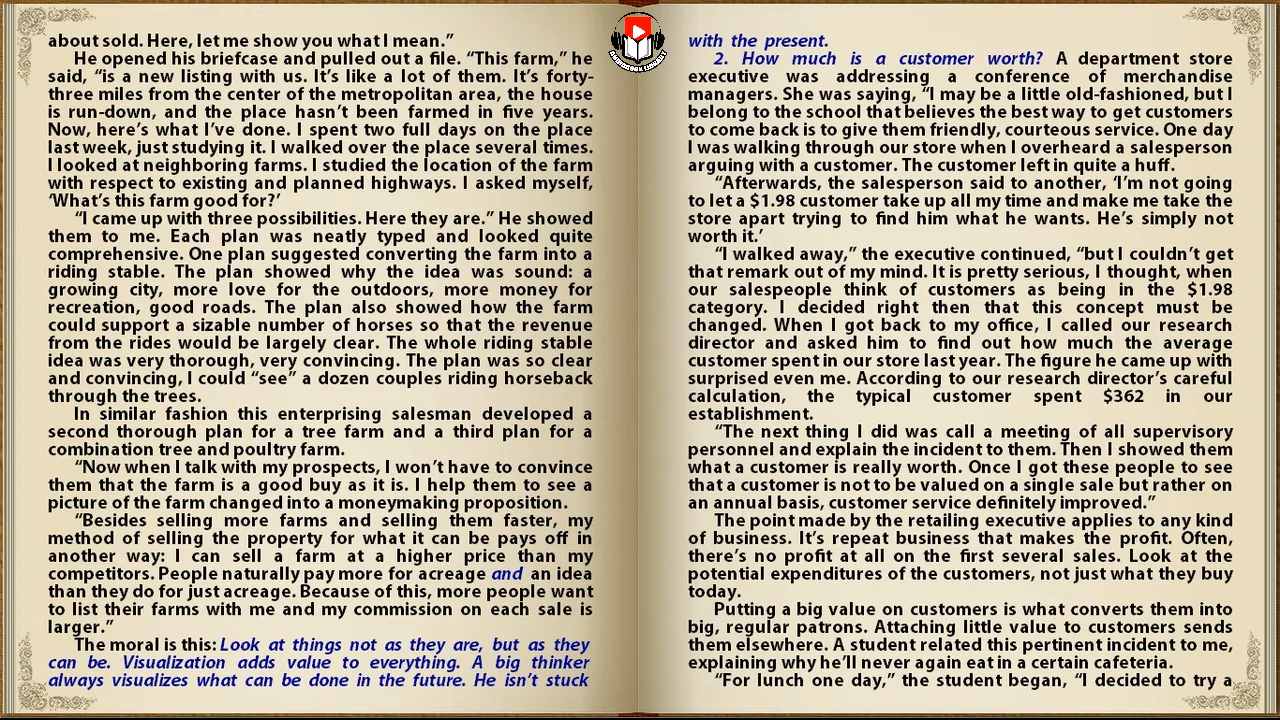 about sold. Here, let me show you what I mean.”
He opened his briefcase and pulled out a file. “This farm,” he
said, “is a new listing with us. It’s like a lot of them. It’s forty-
three miles from the center of the metropolitan area, the house
is run-down, and the place hasn’t been farmed in five years.
Now, here’s what I’ve done. I spent two full days on the place
last week, just studying it. I walked over the place several times.
I looked at neighboring farms. I studied the location of the farm
with respect to existing and planned highways. I asked myself,
‘What’s this farm good for?’
“I came up with three possibilities. Here they are.” He showed
them to me. Each plan was neatly typed and looked quite
comprehensive. One plan suggested converting the farm into a
riding stable. The plan showed why the idea was sound: a
growing city, more love for the outdoors, more money for
recreation, good roads. The plan also showed how the farm
could support a sizable number of horses so that the revenue
from the rides would be largely clear. The whole riding stable
idea was very thorough, very convincing. The plan was so clear
and convincing, I could “see” a dozen couples riding horseback
through the trees.
In similar fashion this enterprising salesman developed a
second thorough plan for a tree farm and a third plan for a
combination tree and poultry farm.
“Now when I talk with my prospects, I won’t have to convince
them that the farm is a good buy as it is. I help them to see a
picture of the farm changed into a moneymaking proposition.
“Besides selling more farms and selling them faster, my
method of selling the property for what it can be pays off in
another way: I can sell a farm at a higher price than my
competitors. People naturally pay more for acreage and an idea
than they do for just acreage. Because of this, more people want
to list their farms with me and my commission on each sale is
larger.”
The moral is this: Look at things not as they are, but as they
can be. Visualization adds value to everything. A big thinker
always visualizes what can be done in the future. He isn’t stuck
with the present.
2. How much is a customer worth? A department store
executive was addressing a conference of merchandise
managers. She was saying, “I may be a little old-fashioned, but I
belong to the school that believes the best way to get customers
to come back is to give them friendly, courteous service. One day
I was walking through our store when I overheard a salesperson
arguing with a customer. The customer left in quite a huff.
“Afterwards, the salesperson said to another, ‘I’m not going
to let a $1.98 customer take up all my time and make me take the
store apart trying to find him what he wants. He’s simply not
worth it.’
“I walked away,” the executive continued, “but I couldn’t get
that remark out of my mind. It is pretty serious, I thought, when
our salespeople think of customers as being in the $1.98
category. I decided right then that this concept must be
changed. When I got back to my office, I called our research
director and asked him to find out how much the average
customer spent in our store last year. The figure he came up with
surprised even me. According to our research director’s careful
calculation, the typical customer spent $362 in our
establishment.
“The next thing I did was call a meeting of all supervisory
personnel and explain the incident to them. Then I showed them
what a customer is really worth. Once I got these people to see
that a customer is not to be valued on a single sale but rather on
an annual basis, customer service definitely improved.”
The point made by the retailing executive applies to any kind
of business. It’s repeat business that makes the profit. Often,
there’s no profit at all on the first several sales. Look at the
potential expenditures of the customers, not just what they buy
today.
Putting a big value on customers is what converts them into
big, regular patrons. Attaching little value to customers sends
them elsewhere. A student related this pertinent incident to me,
explaining why he’ll never again eat in a certain cafeteria.
“For lunch one day,” the student began, “I decided to try a